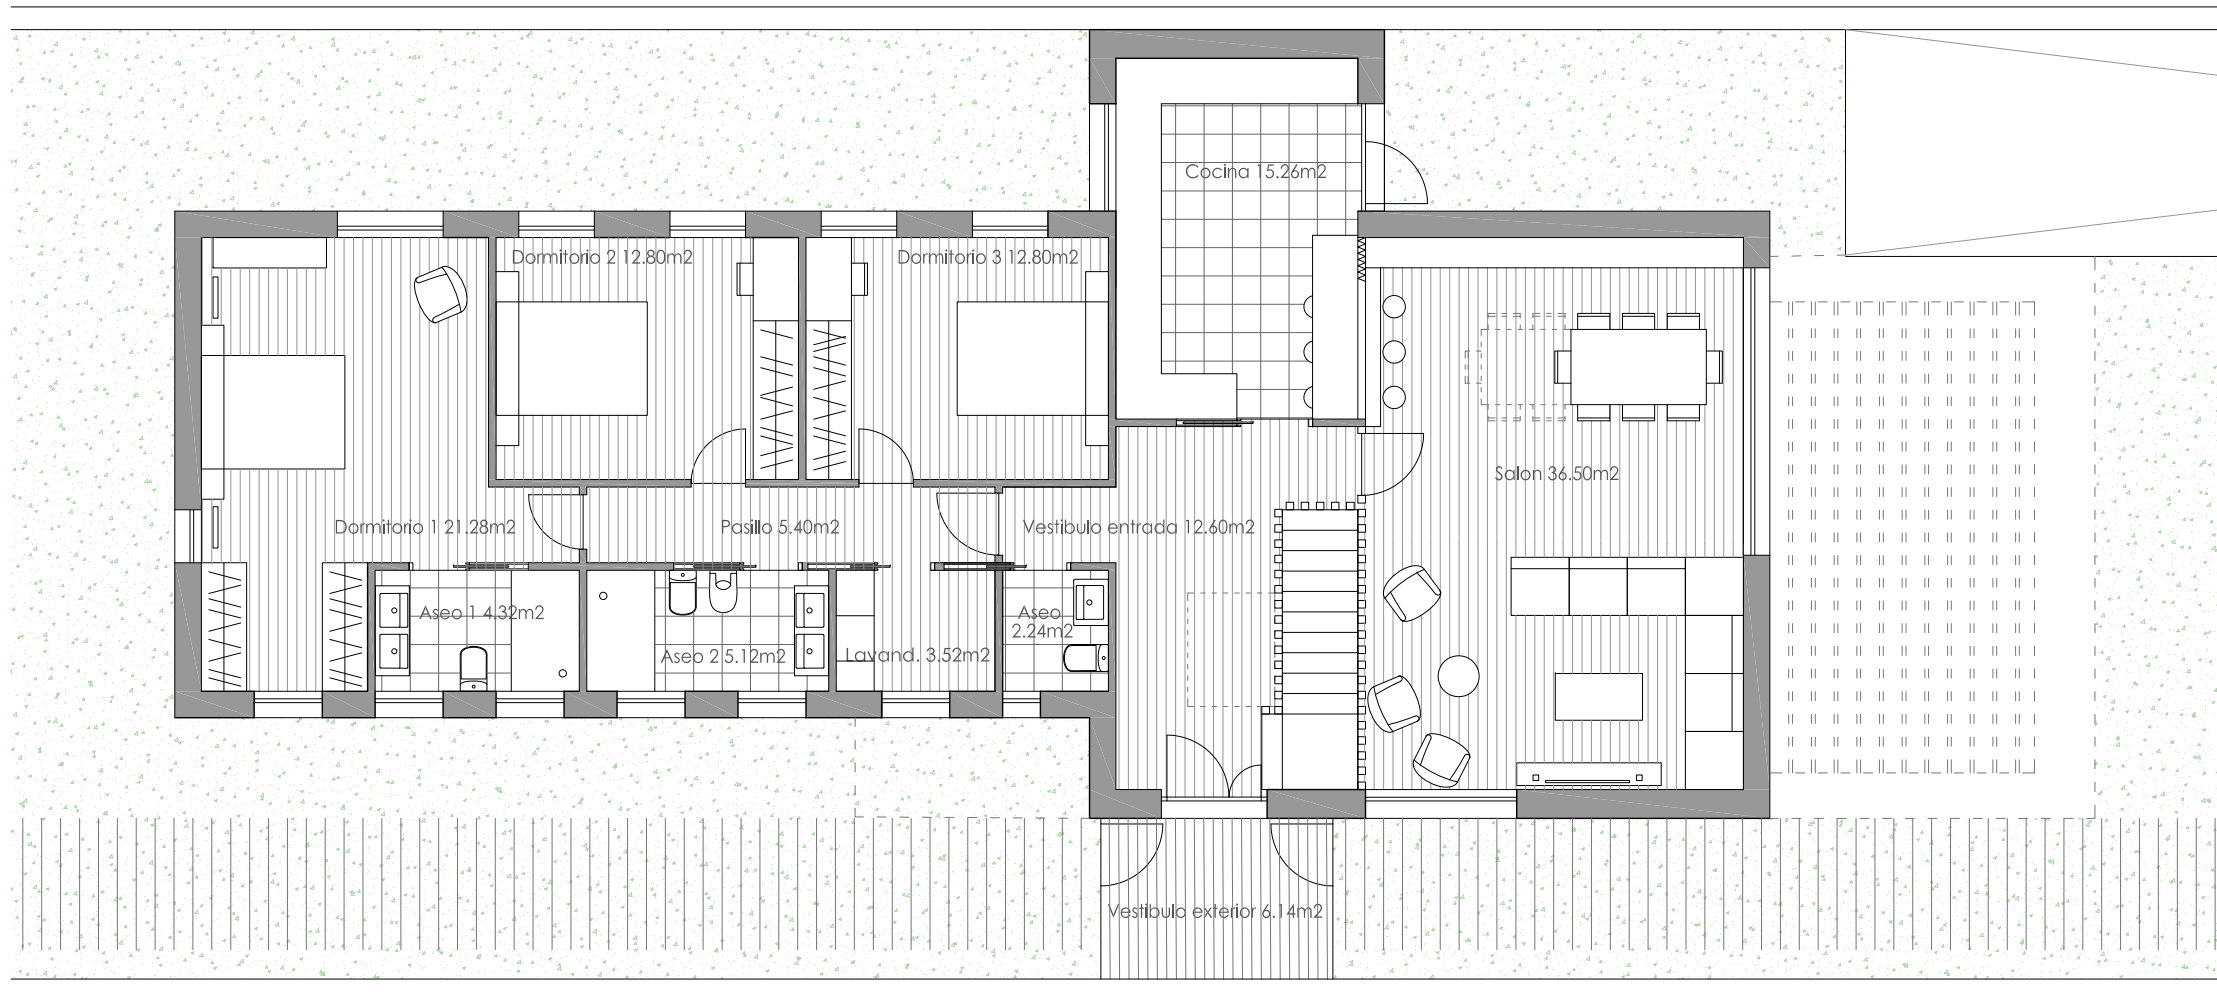 Cocina 15.26m2
Dormitorio 2 12.80m2
Dormitorio 3 12.80m2
Salon 36.50m2
Dormitorio 1 21.28m2
Pasillo 5.40m2
Vestibulo entrada 12.60m2
Aseo 1 4.32m2
Aseo
2.24m2
Aseo 2 5.12m2
Lavand. 3.52m2
Vestibulo exterior 6.14m2